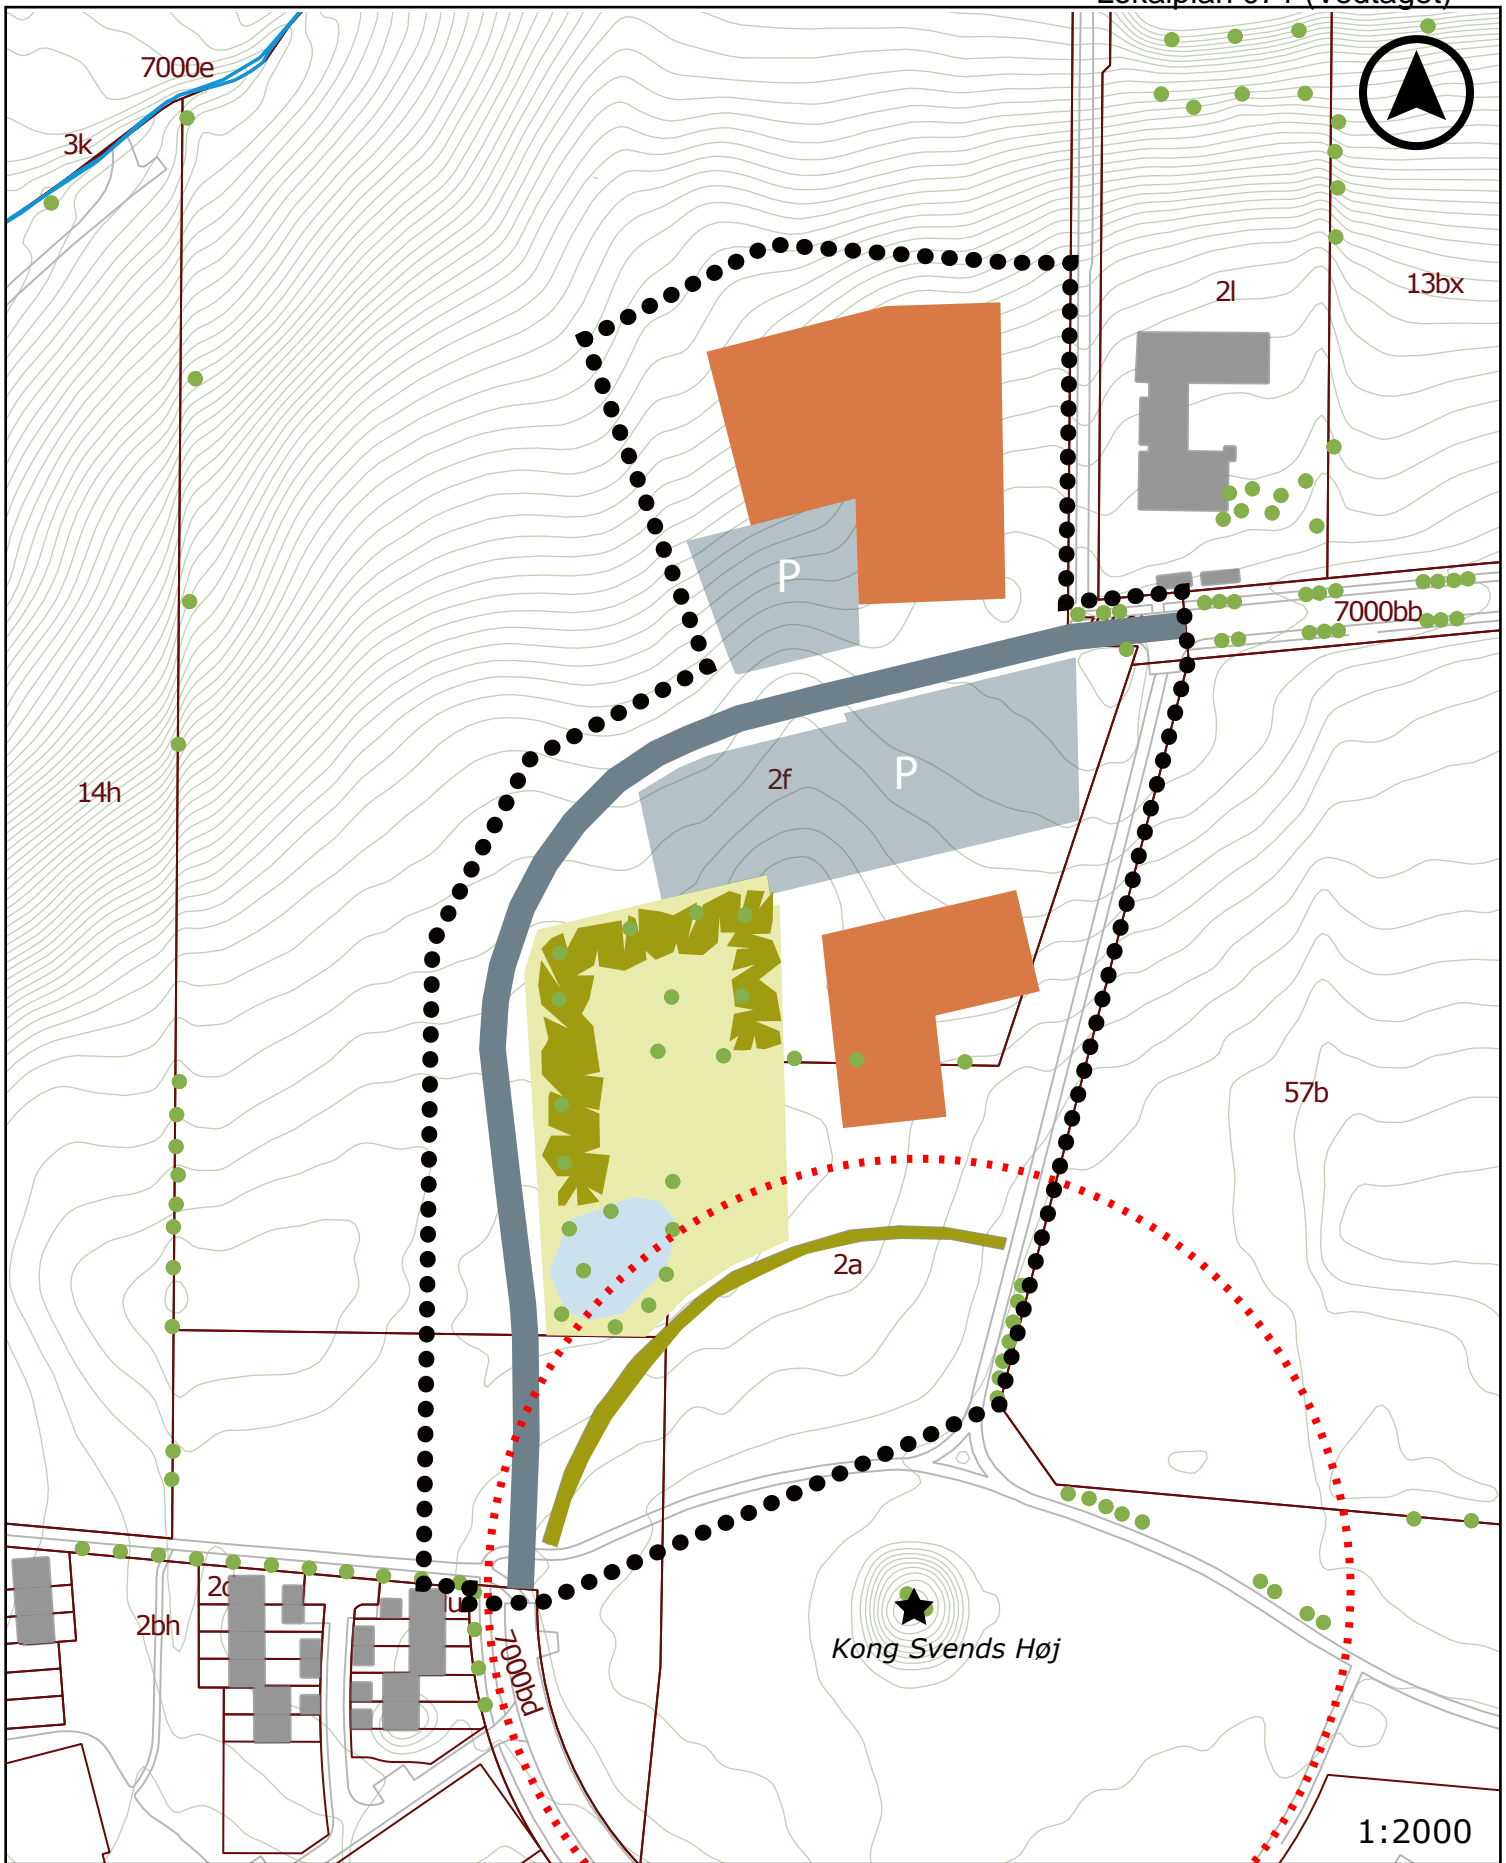 7000e
3k
2l
13bx
P
7000bb
2f
P
14h
57b
2a
2bh
7000bd
Kong Svends Høj
1:2000